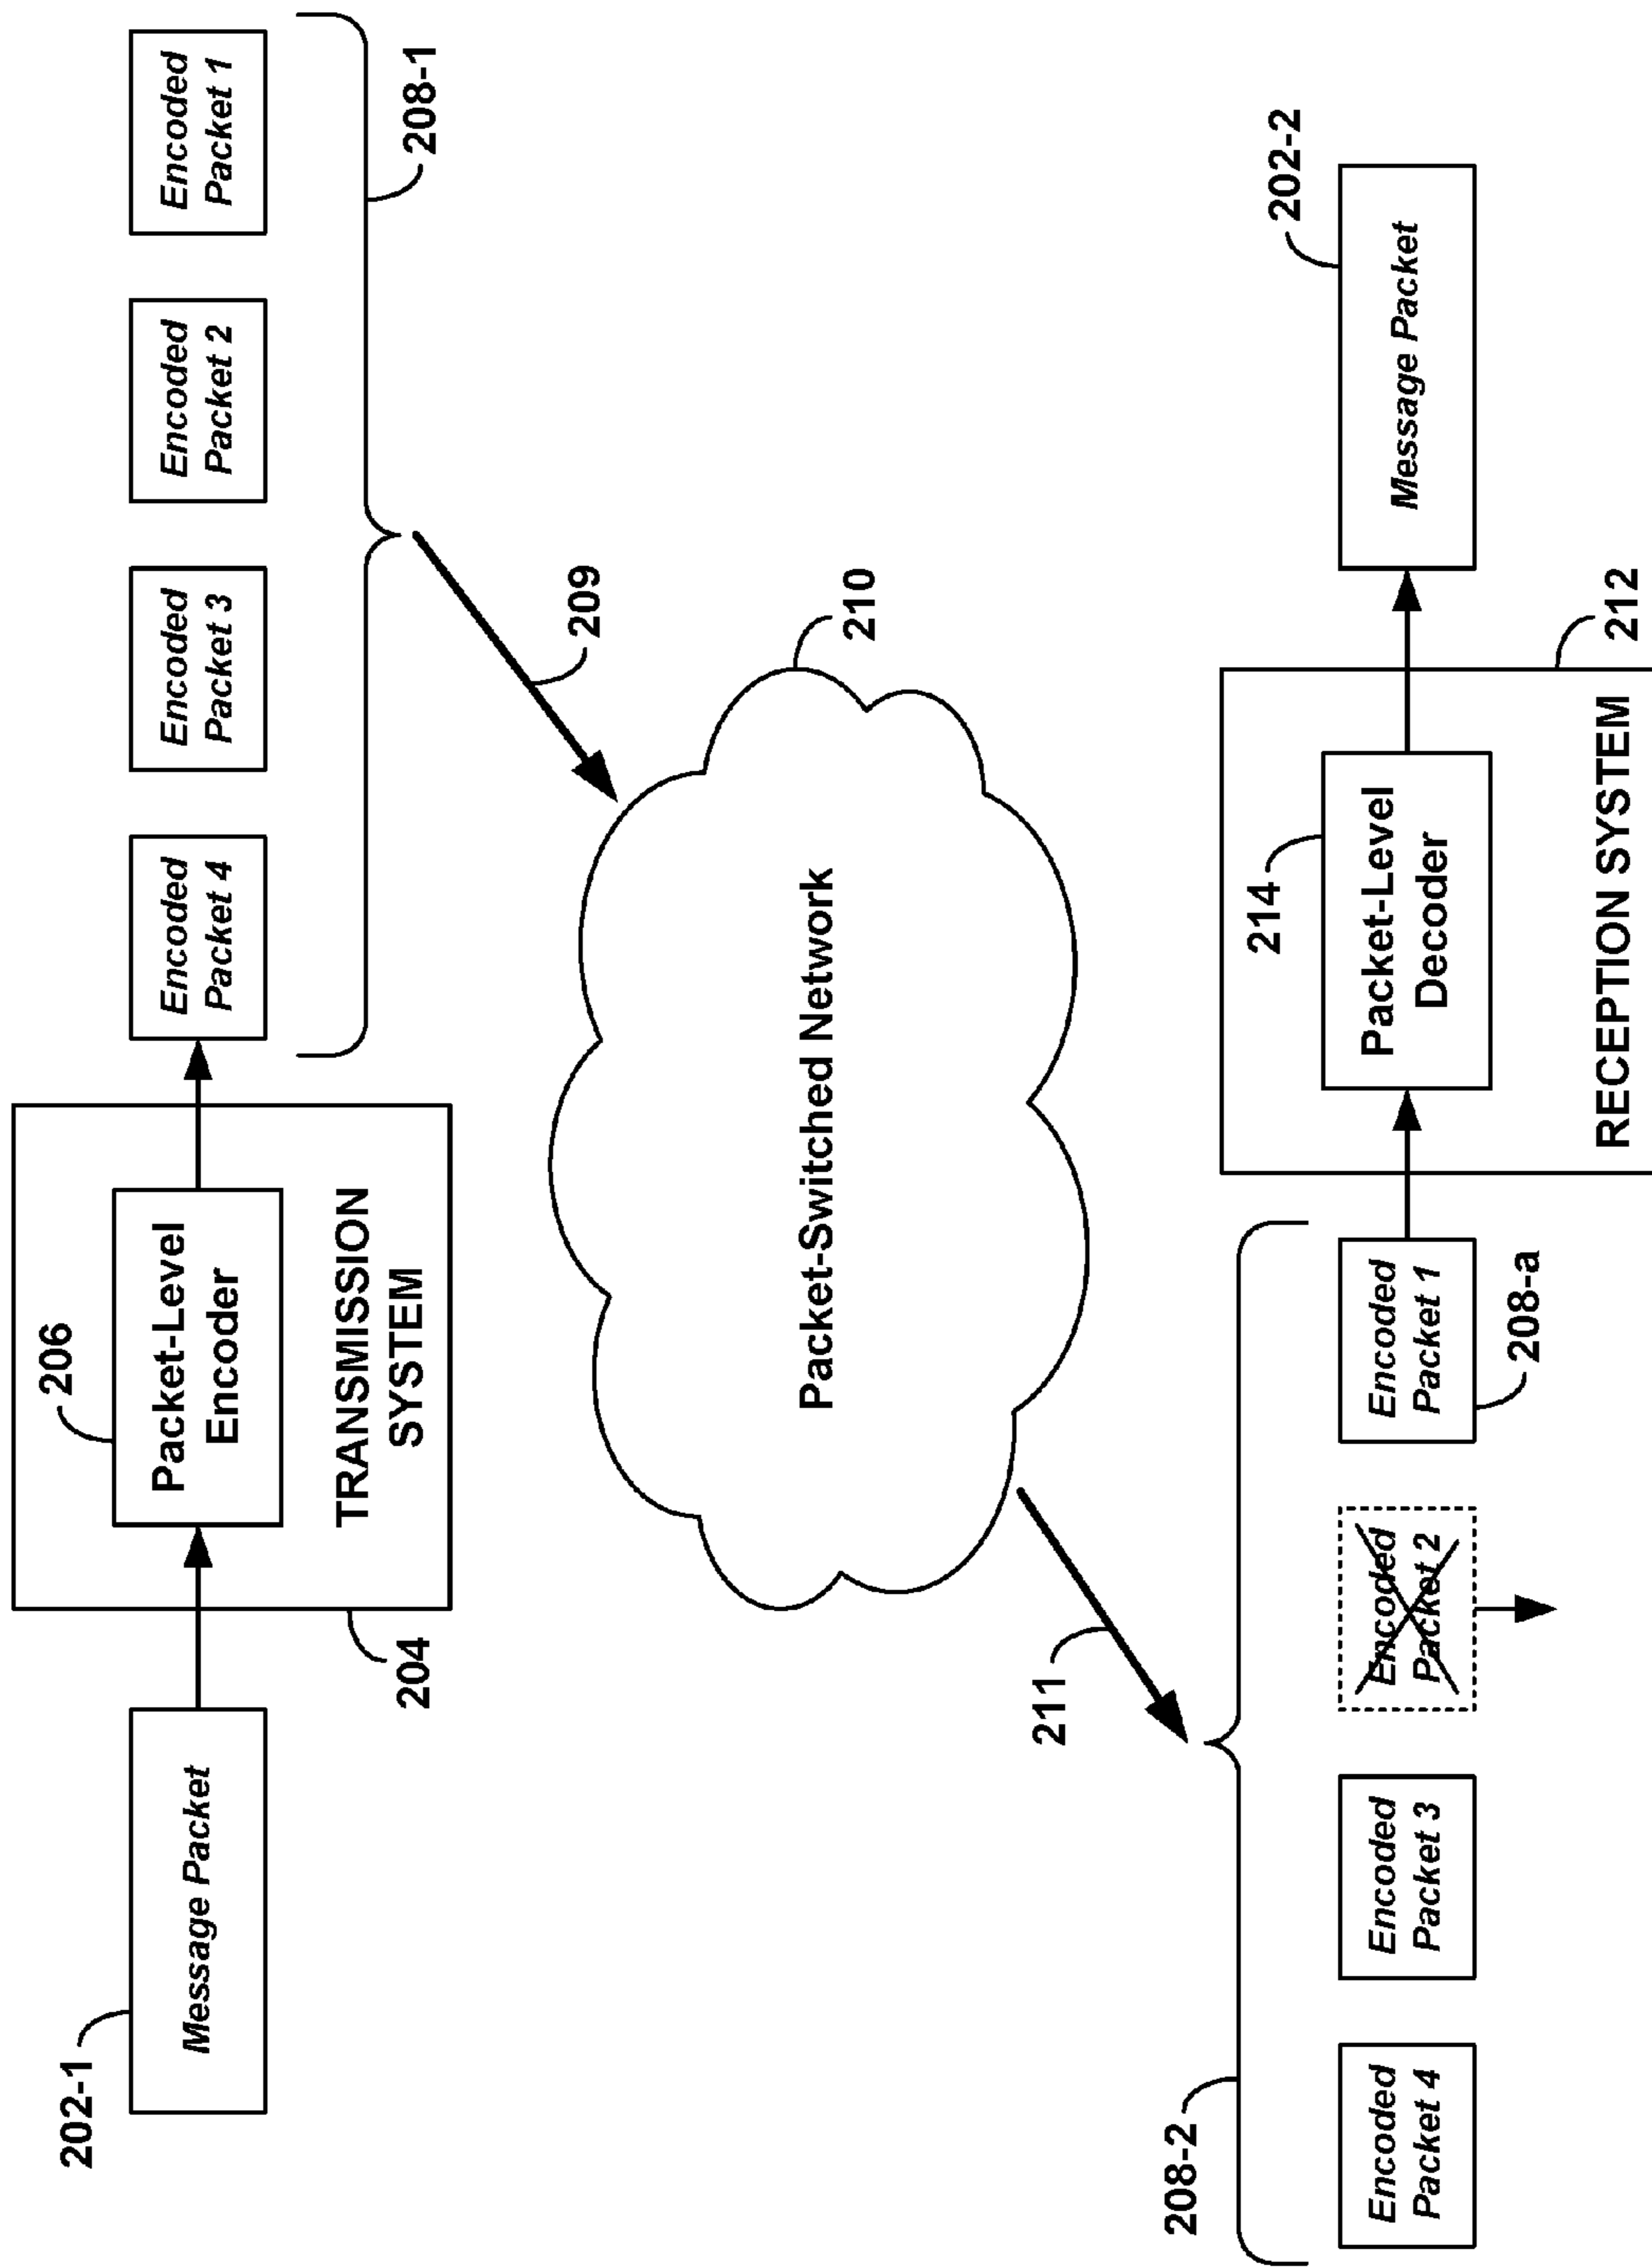 202-1
Message Packet
204
206
Packet-Level
Encoder
TRANSMISSION
SYSTEM
Encoded
Packet 4
Encoded
Packet 3
Encoded
Packet 2
Encoded
Packet 1
208-1
209
Packet-Switched Network
210
211
208-2
Encoded
Packet 4
Encoded
Packet 3
Encoded
Packet 2
Encoded
Packet 1
208-a
214
Packet-Level
Decoder
RECEPTION SYSTEM
212
Message Packet
202-2